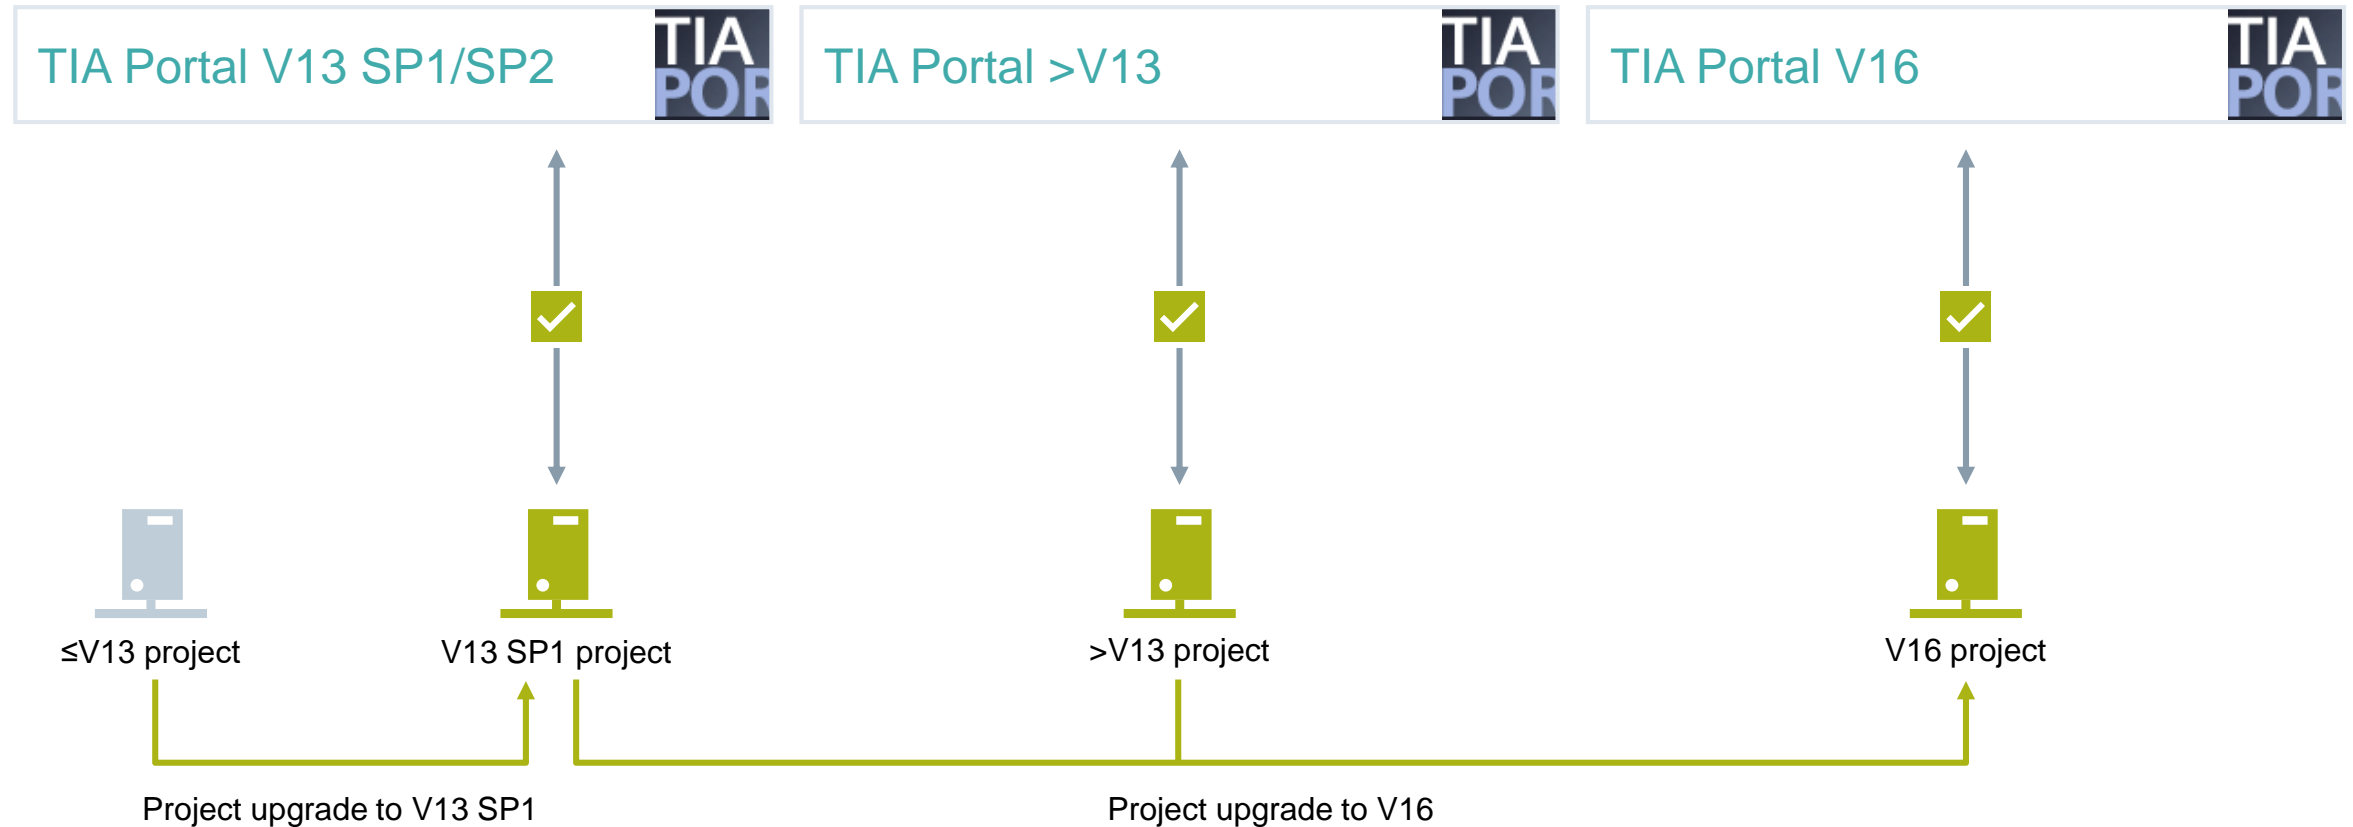 TIA Portal V13 SP1/SP2
TIA
POR
TIA Portal >V13
TIA
POR
TIA Portal V16
TIA
POR
≤V13 project
V13 SP1 project
>V13 project
V16 project
Project upgrade to V13 SP1
Project upgrade to V16